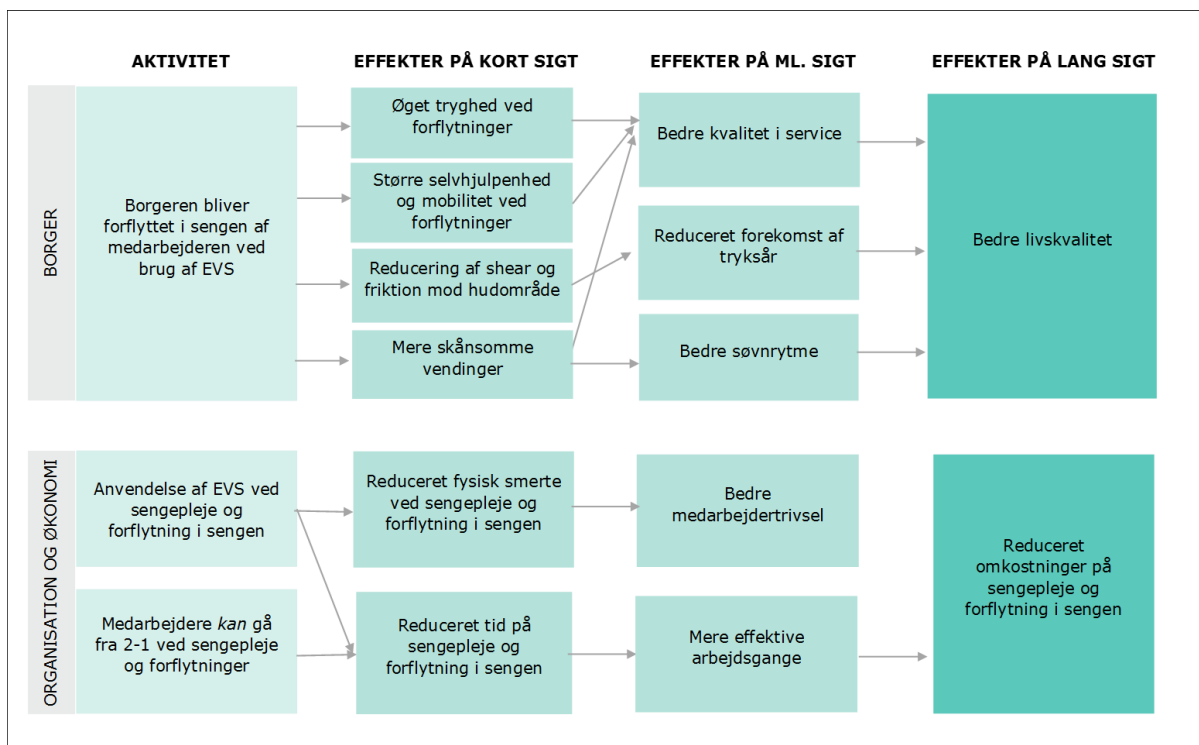 AKTIVITET
EFFEKTER PÅ KORT SIGT
EFFEKTER PÅ ML. SIGT
EFFEKTER PÅ LANG SIGT
BORGER
Borgeren bliver
forflyttet i sengen af
medarbejderen ved
brug af EVS
Øget tryghed ved
forflytninger
Større selvhjulpenhed
og mobilitet ved
forflytninger
Reducering af shear og
friktion mod hudområde
Mere skånsomme
vendinger
Bedre kvalitet i service
Reduceret forekomst af
tryksår
Bedre søvnrytme
Bedre livskvalitet
ORGANISATION OG ØKONOMI
Anvendelse af EVS ved
sengepleje og
forflytning i sengen
Medarbejdere kan gå
fra 2-1 ved sengepleje
og forflytninger
Reduceret fysisk smerte
ved sengepleje og
forflytning i sengen
Reduceret tid på
sengepleje og
forflytning i sengen
Bedre
medarbejdertrivsel
Mere effektive
arbejdsgange
Reduceret
omkostninger på
sengepleje og
forflytning i sengen